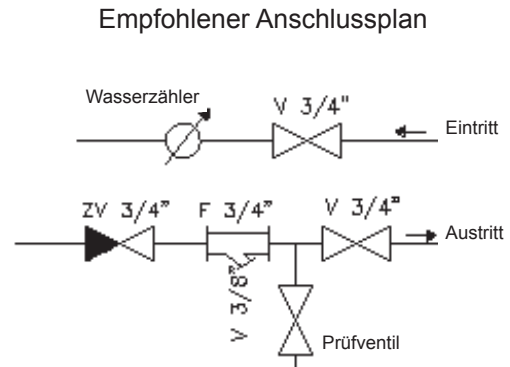 Empfohlener Anschlussplan
Wasserzähler
V 3/4"
Eintritt
ZV 3/4"
F 3/4"
V 3/4"
Austritt
V 3/8"
Prüfventil